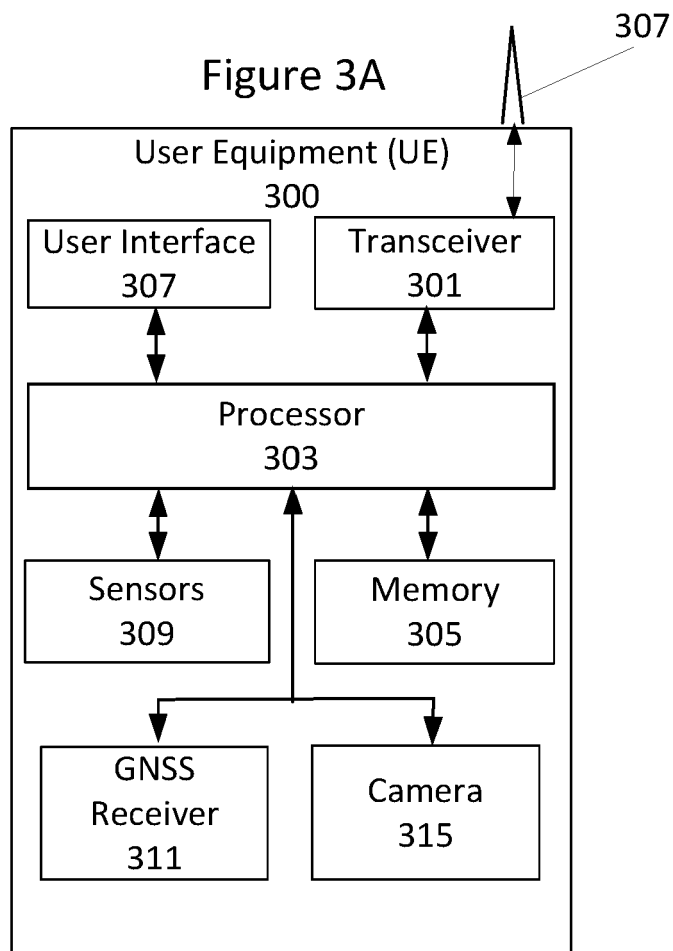 307
Figure 3A
User Equipment (UE)
300
User Interface
307
Transceiver
301
Processor
303
Sensors
309
Memory
305
GNSS
Receiver
311
Camera
315